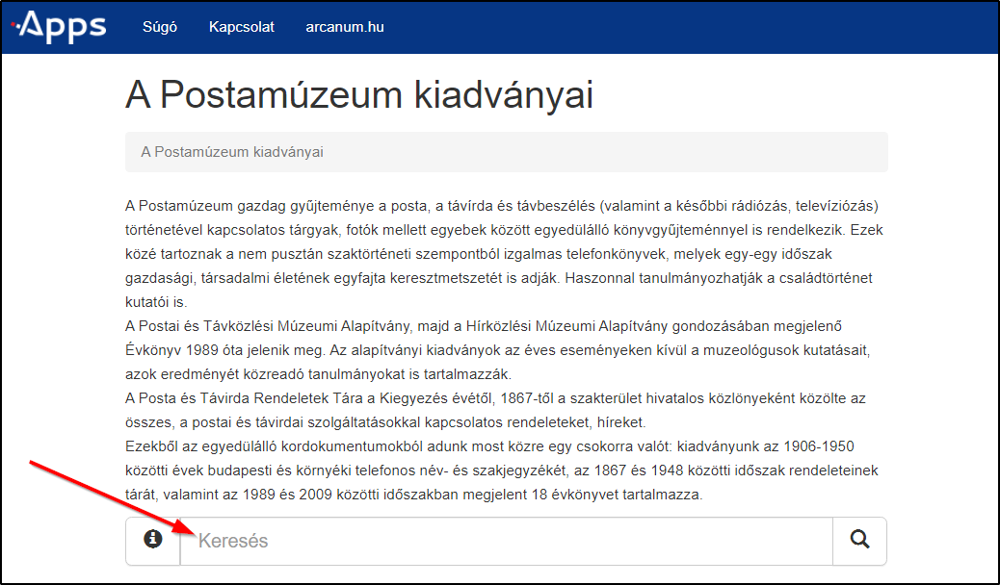 Apps Súgó Kapcsolat arcanum.hu
A Postamúzeum kiadványai
A Postamúzeum kiadványai
A Postamúzeum gazdag gyűjteménye a posta, a távírda és távbeszélés (valamint a későbbi rádiózás, televíziózás)
történetével kapcsolatos tárgyak, fotók mellett egyebek között egyedülálló könyvgyűjteménnyel is rendelkezik. Ezek
közé tartoznak a nem pusztán szaktörténeti szempontból izgalmas telefonkönyvek, melyek egy-egy időszak
gazdasági, társadalmi életének egyfajta keresztmetszetét is adják. Haszonnal tanulmányozhatják a családtörténet
kutatói is.
A Postai és Távközlési Múzeumi Alapítvány, majd a Hírközlési Múzeumi Alapítvány gondozásában megjelenő
Évkönyv 1989 óta jelenik meg. Az alapítványi kiadványok az éves eseményeken kívül a muzeológusok kutatásait,
azok eredményét közreadó tanulmányokat is tartalmazzák.
A Posta és Távirda Rendeletek Tára a Kiegyezés évétől, 1867-től a szakterület hivatalos közlönyeként közölte az
összes, a postai és távirdai szolgáltatásokkal kapcsolatos rendeleteket, híreket.
Ezekből az egyedülálló kordokumentumokból adunk most közre egy csokorra valót: kiadványunk az 1906-1950
közötti évek budapesti és környéki telefonos név- és szakjegyzékét, az 1867 és 1948 közötti időszak rendeleteinek
tárát, valamint az 1989 és 2009 közötti időszakban megjelent 18 évkönyvet tartalmazza.
Keresés